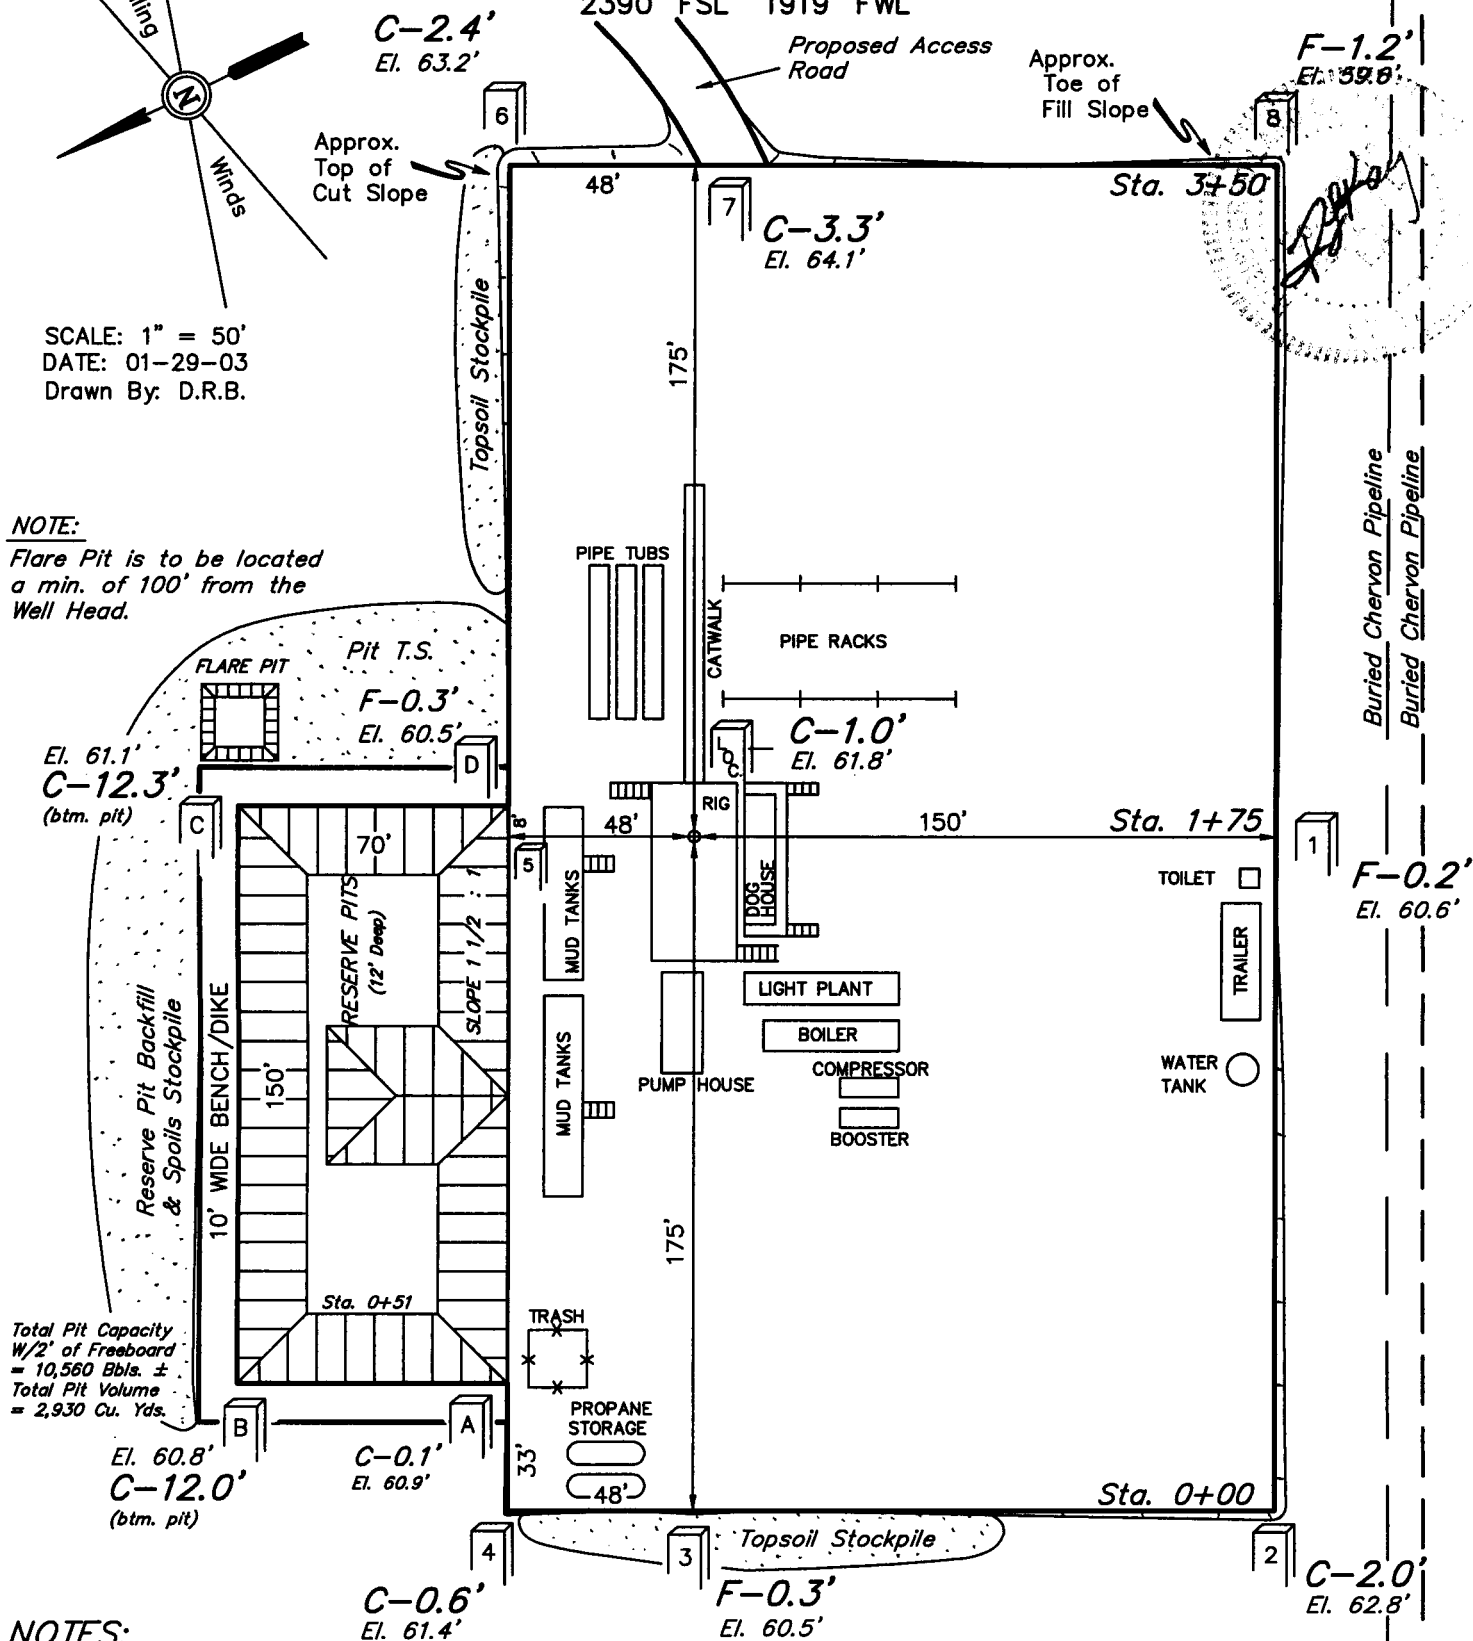 2390' FSL 1919' FWL
C-2.4'
El. 63.2'
Proposed Access
Road
Approx.
Toe of
Fill Slope
F-1.2'
El. 59.6'
6
8
N
Winds
Approx.
Top of
Cut Slope
48'
7
Sta. 3+50
C-3.3'
El. 64.1'
SCALE: 1" = 50'
DATE: 01-29-03
Drawn By: D.R.B.
Topsoil Stockpile
175'
Buried Chervon Pipeline
Buried Chervon Pipeline
NOTE:
Flare Pit is to be located
a min. of 100' from the
Well Head.
PIPE TUBS
CATWALK
PIPE RACKS
Pit T.S.
FLARE PIT
F-0.3'
El. 60.5'
D
C-1.0'
El. 61.8'
LOC.
El. 61.1'
C-12.3'
(btm. pit)
C
RIG
70'
8'
48'
150'
Sta. 1+75
1
F-0.2'
El. 60.6'
5
MUD TANKS
DOG
HOUSE
TOILET
TRAILER
RESERVE PITS
(12' Deep)
SLOPE 1 1/2 : 1
LIGHT PLANT
BOILER
COMPRESSOR
BOOSTER
PUMP HOUSE
MUD TANKS
WATER
TANK
Reserve Pit Backfill
& Spoils Stockpile
10' WIDE BENCH/DIKE
150'
175'
Sta. 0+51
TRASH
Total Pit Capacity
W/2' of Freeboard
= 10,560 Bbls. ±
Total Pit Volume
= 2,930 Cu. Yds.
B
A
El. 60.8'
C-12.0'
(btm. pit)
C-0.1'
El. 60.9'
PROPANE
STORAGE
33'
48'
Sta. 0+00
4
3
Topsoil Stockpile
2
C-0.6'
El. 61.4'
F-0.3'
El. 60.5'
C-2.0'
El. 62.8'
NOTES: